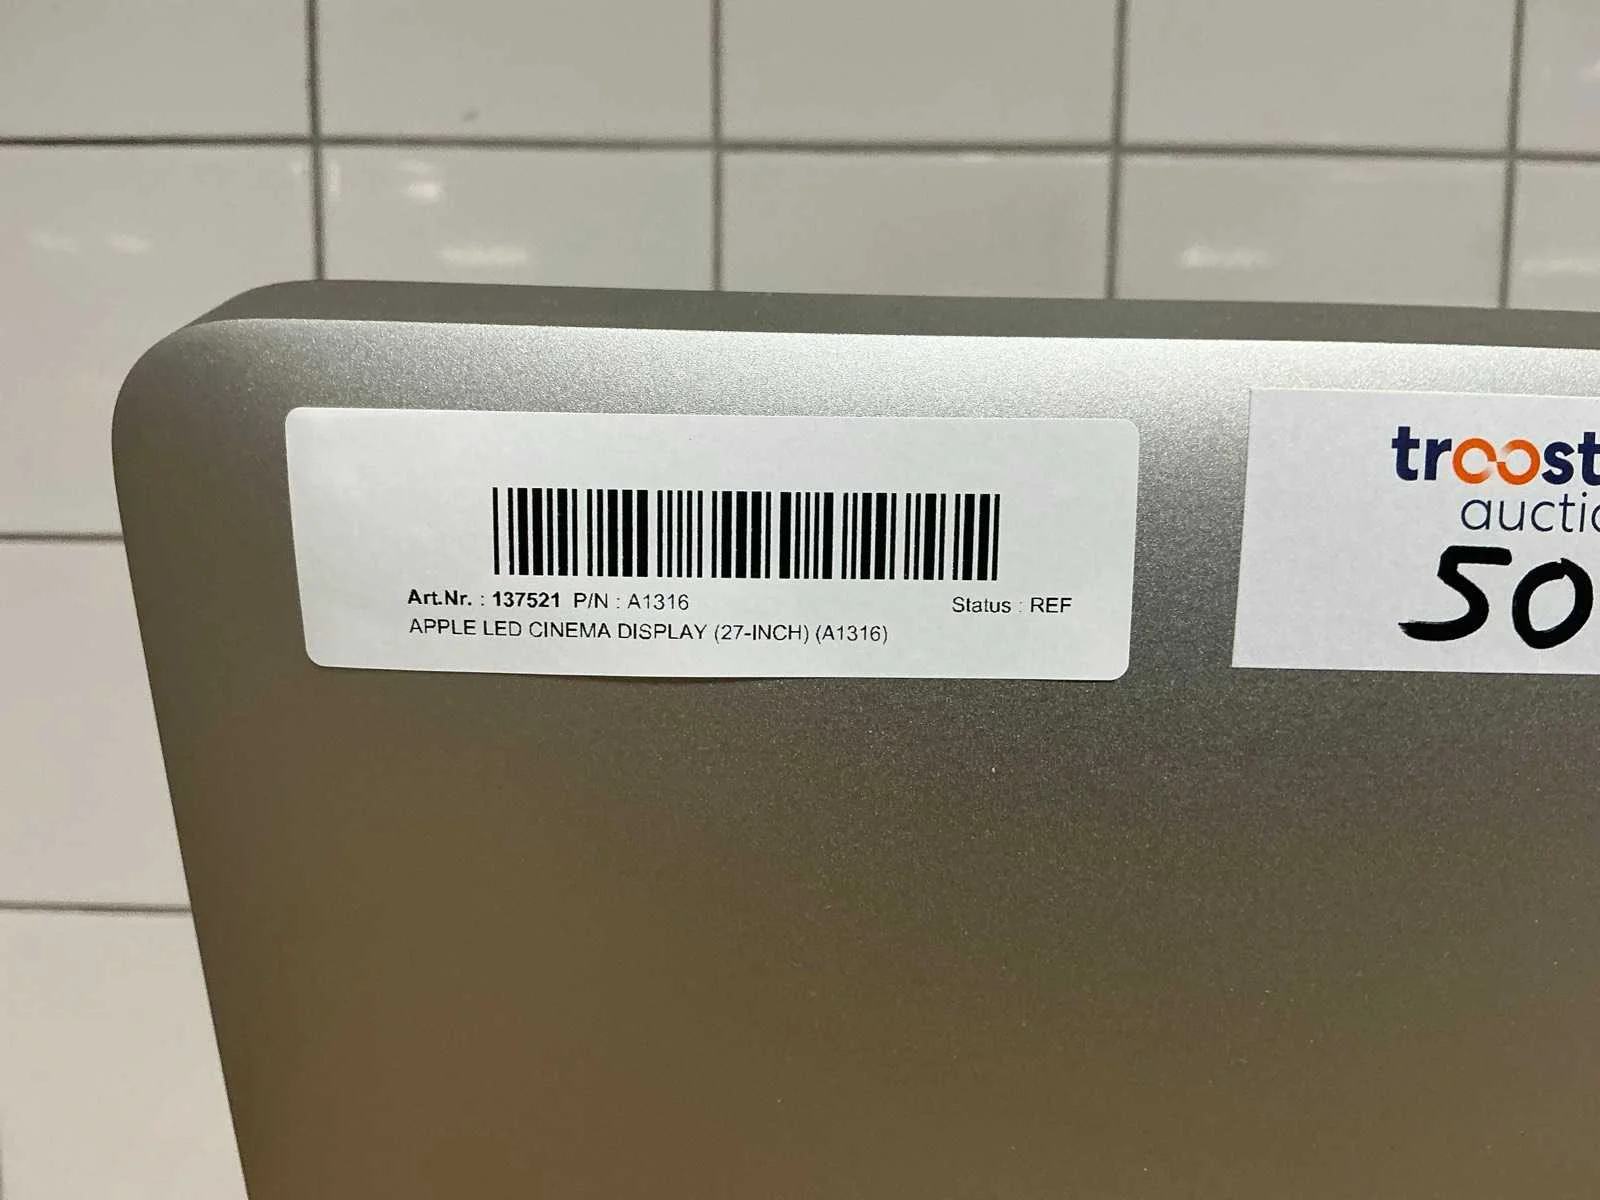 Art.Nr. : 137521 P/N : A1316 Status : REF
APPLE LED CINEMA DISPLAY (27-INCH) (A1316)
troost
auctio
50